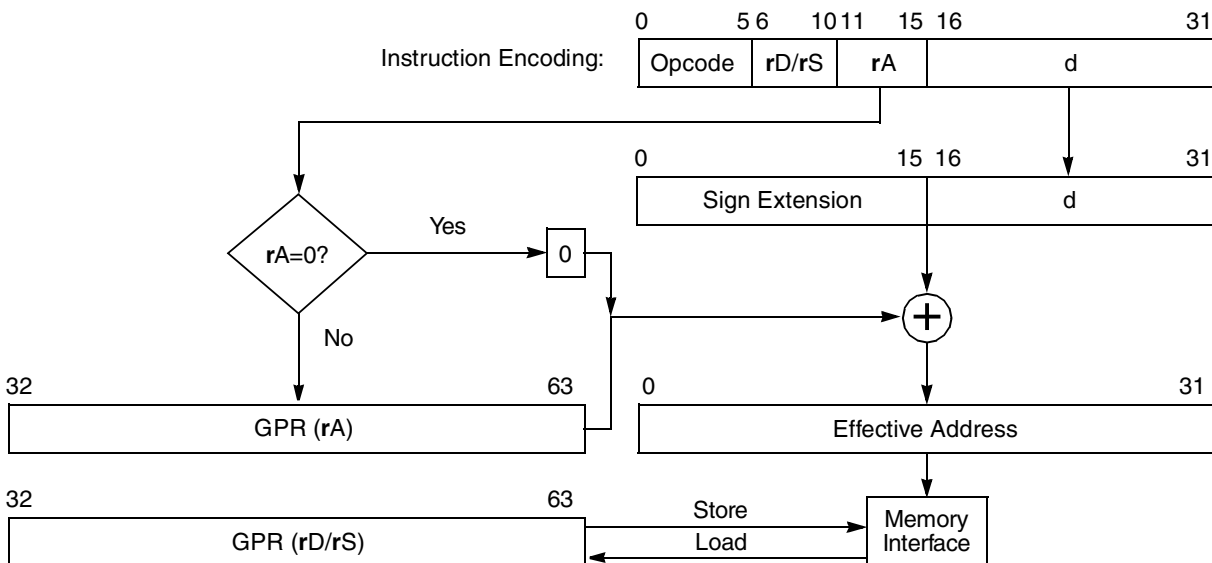 0 5 6 10 11 15 16 31
Instruction Encoding: Opcode rD/rS rA d
0 15 16 31
Sign Extension d
Yes
rA=0? 0
+
No
32 63 0 31
GPR (rA) Effective Address
32 63
Store
GPR (rD/rS) Memory
Load Interface